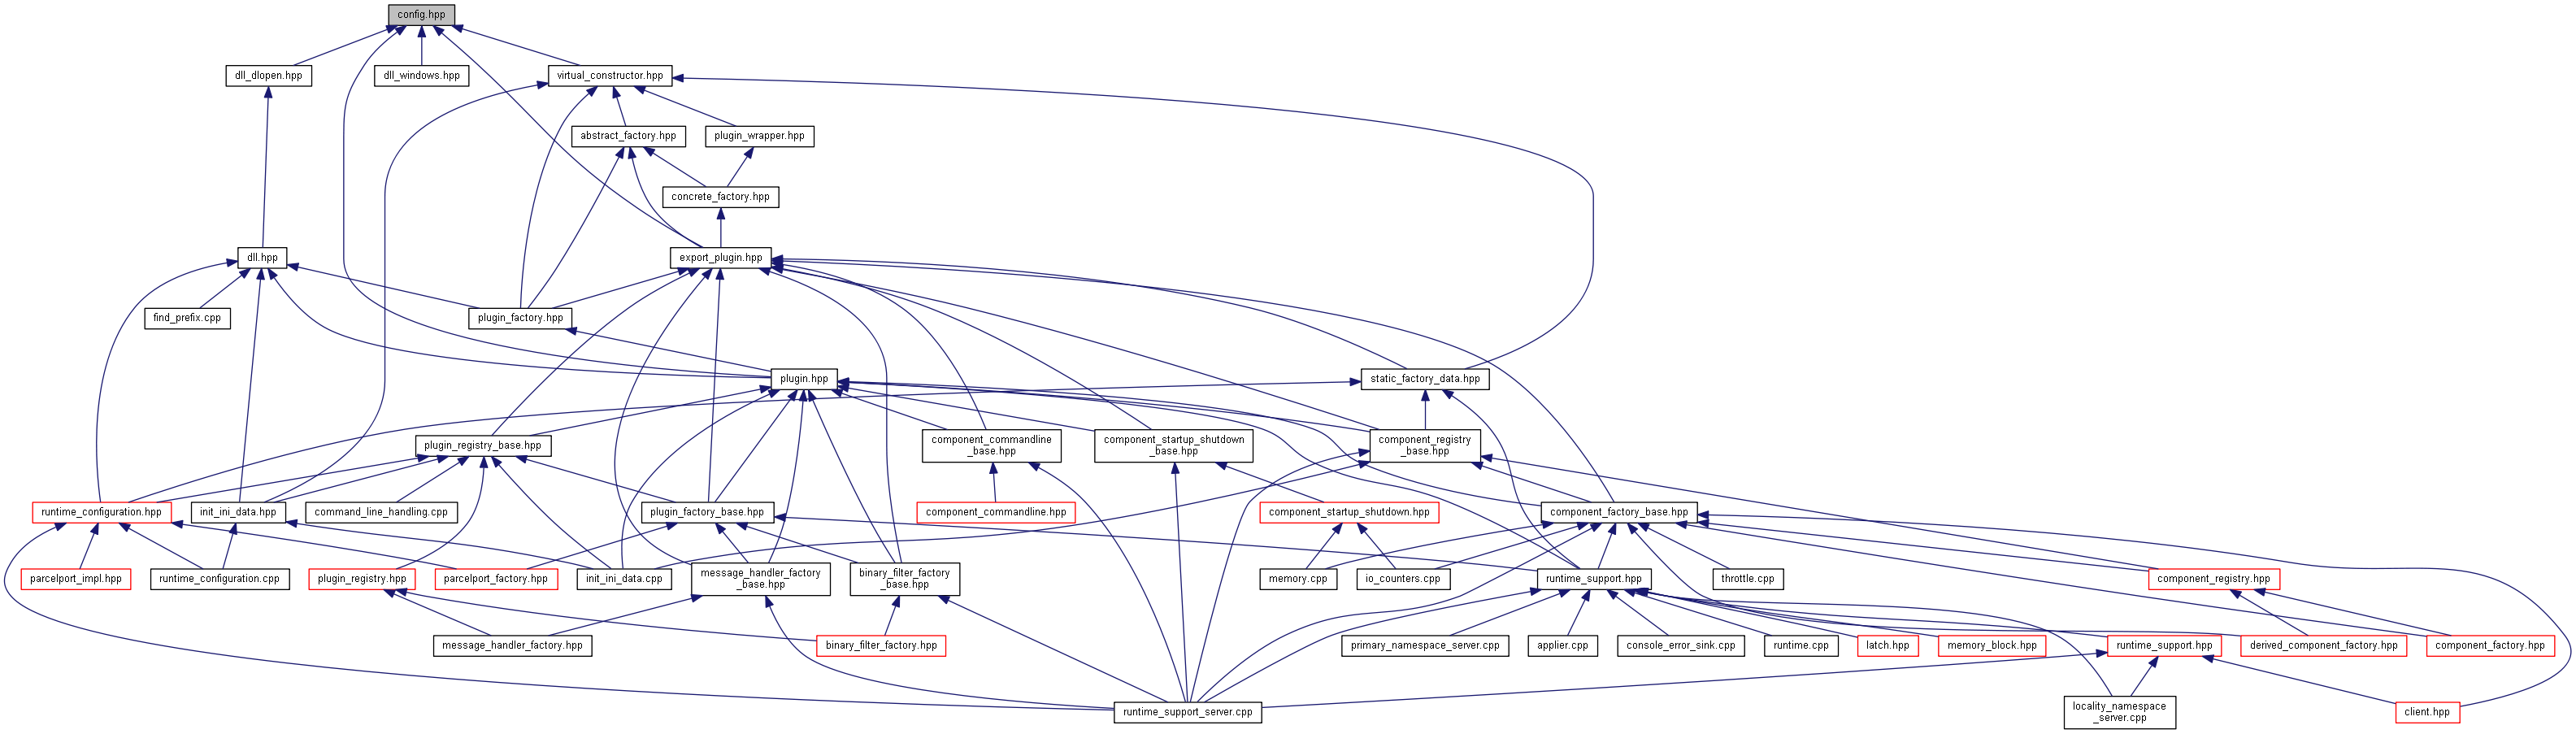 config.hpp
dll_dlopen.hpp
dll_windows.hpp
virtual_constructor.hpp
abstract_factory.hpp
plugin_wrapper.hpp
concrete_factory.hpp
dll.hpp
export_plugin.hpp
find_prefix.cpp
plugin_factory.hpp
plugin.hpp
static_factory_data.hpp
plugin_registry_base.hpp
component_commandline
_base.hpp
component_startup_shutdown
_base.hpp
component_registry
_base.hpp
runtime_configuration.hpp
init_ini_data.hpp
command_line_handling.cpp
plugin_factory_base.hpp
component_commandline.hpp
component_startup_shutdown.hpp
component_factory_base.hpp
parcelport_impl.hpp
runtime_configuration.cpp
plugin_registry.hpp
parcelport_factory.hpp
init_ini_data.cpp
message_handler_factory
_base.hpp
binary_filter_factory
_base.hpp
memory.cpp
io_counters.cpp
runtime_support.hpp
throttle.cpp
component_registry.hpp
message_handler_factory.hpp
binary_filter_factory.hpp
primary_namespace_server.cpp
applier.cpp
console_error_sink.cpp
runtime.cpp
latch.hpp
memory_block.hpp
runtime_support.hpp
derived_component_factory.hpp
component_factory.hpp
runtime_support_server.cpp
locality_namespace
_server.cpp
client.hpp